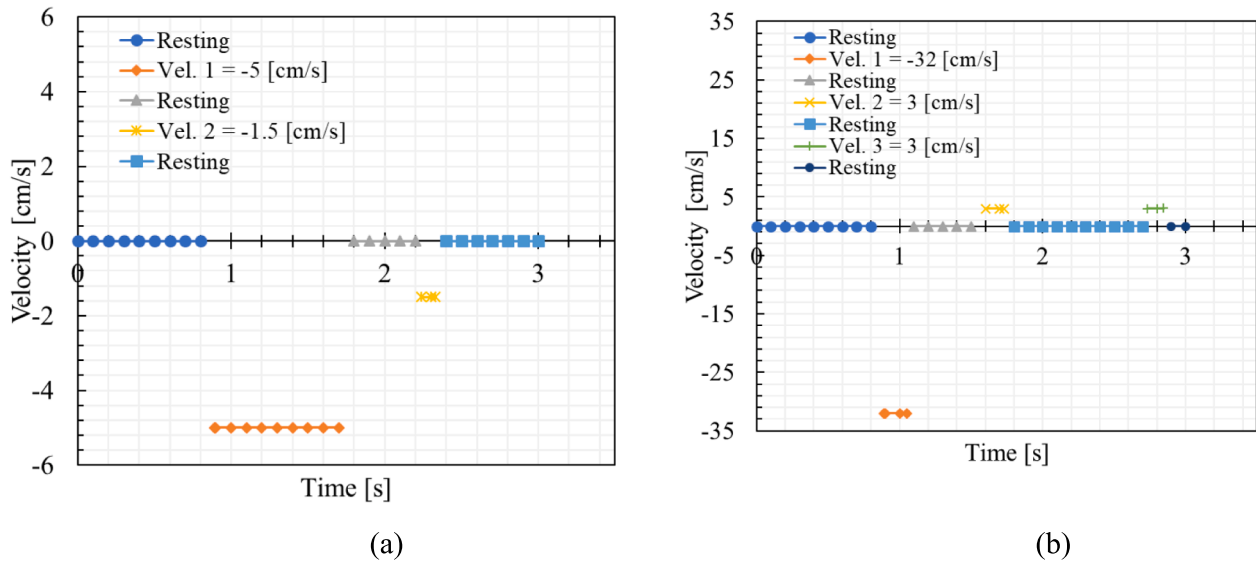 6
4
2
0
-2
-4
-6
Velocity [cm/s]
Resting
Vel. 1 = -5 [cm/s]
Resting
Vel. 2 = -1.5 [cm/s]
Resting
0 1 2 3
Time [s]
(a)
35
25
15
5
-5
-15
-25
-35
Velocity [cm/s]
Resting
Vel. 1 = -32 [cm/s]
Resting
Vel. 2 = 3 [cm/s]
Resting
Vel. 3 = 3 [cm/s]
Resting
0 1 2 3
Time [s]
(b)